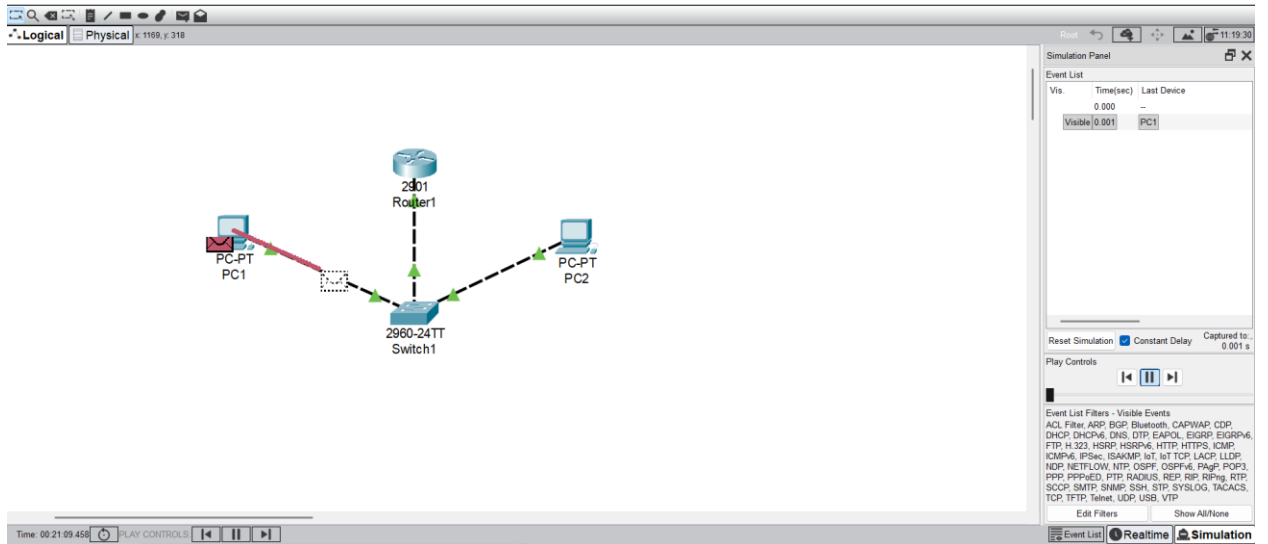 Logical Physical x: 1169, y: 318
Root 11:19:30
2901
Router1
PC-PT
PC1
PC-PT
PC2
2960-24TT
Switch1
Simulation Panel
Event List
Vis. Time(sec) Last Device
0.000 --
Visible 0.001 PC1
Reset Simulation Constant Delay Captured to:,
0.001 s
Play Controls
Event List Filters - Visible Events
ACL Filter, ARP, BGP, Bluetooth, CAPWAP, CDP,
DHCP, DHCPv6, DNS, DTP, EAPOL, EIGRP, EIGRPv6,
FTP, H.323, HSRP, HSRPv6, HTTP, HTTPS, ICMP,
ICMPv6, IPSec, ISAKMP, IoT, IoT TCP, LACP, LLDP,
NDP, NETFLOW, NTP, OSPF, OSPFv6, PAgP, POP3,
PPP, PPPoED, PTP, RADIUS, REP, RIP, RIPng, RTP,
SCCP, SMTP, SNMP, SSH, STP, SYSLOG, TACACS,
TCP, TFTP, Telnet, UDP, USB, VTP
Edit Filters Show All/None
Time: 00:21:09.458 PLAY CONTROLS:
Event List Realtime Simulation